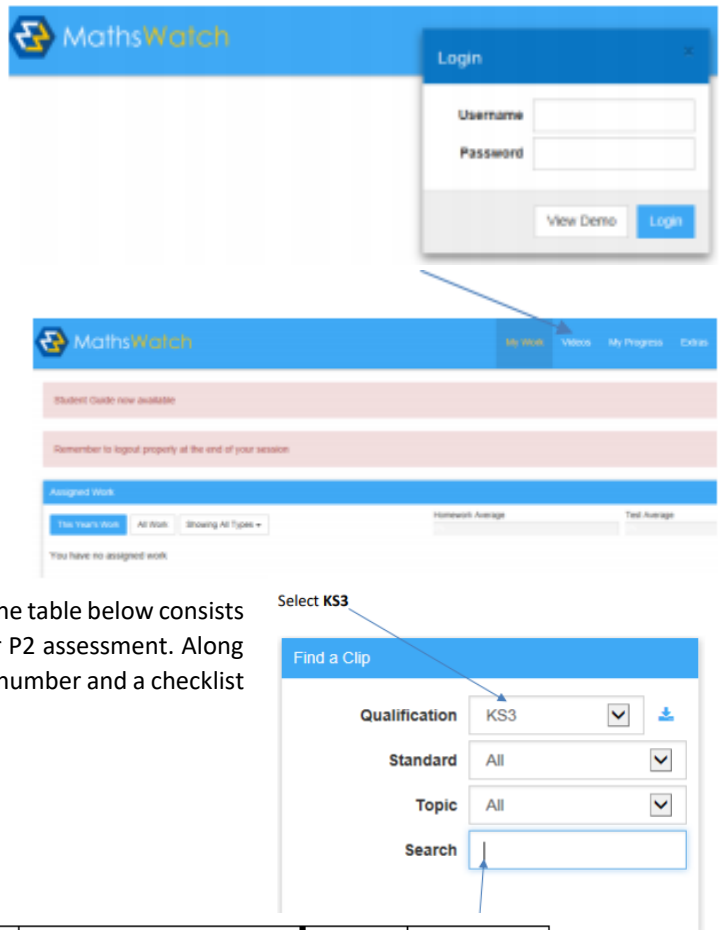 MathsWatch
Login
×
Username
Password
View Demo
Login
MathsWatch
My Work Videos My Progress Extras
Student Guide now available
Remember to logout properly at the end of your session
Assigned Work
This Year's Work All Work Showing All Types
Homework Average
Test Average
You have no assigned work
table below consists
P2 assessment. Along
number and a checklist
Select KS3
Find a Clip
Qualification KS3
Standard All
Topic All
Search